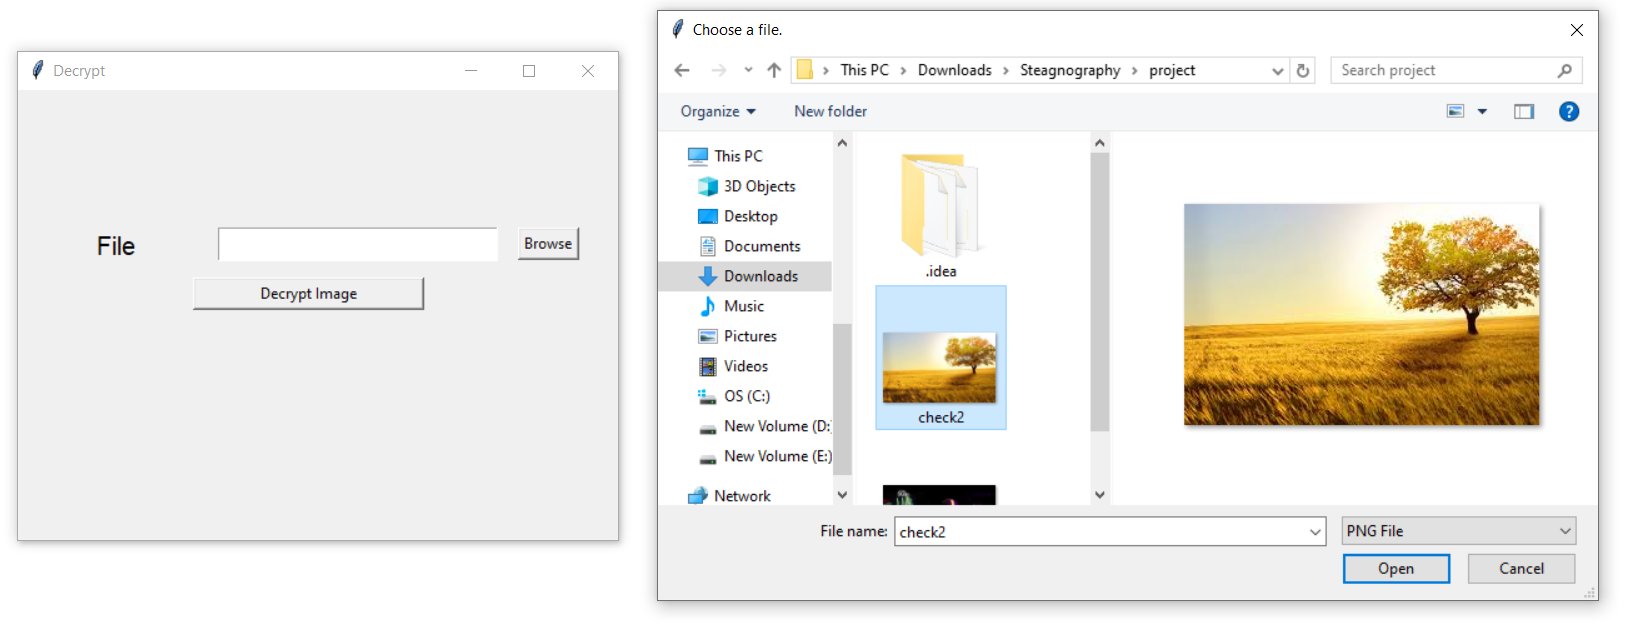 Decrypt
File
Browse
Decrypt Image
Choose a file.
This PC > Downloads > Steagnography > project
Search project
Organize
New folder
This PC
3D Objects
Desktop
Documents
Downloads
Music
Pictures
Videos
OS (C:)
New Volume (D:
New Volume (E:)
Network
.idea
check2
File name:
check2
PNG File
Open
Cancel